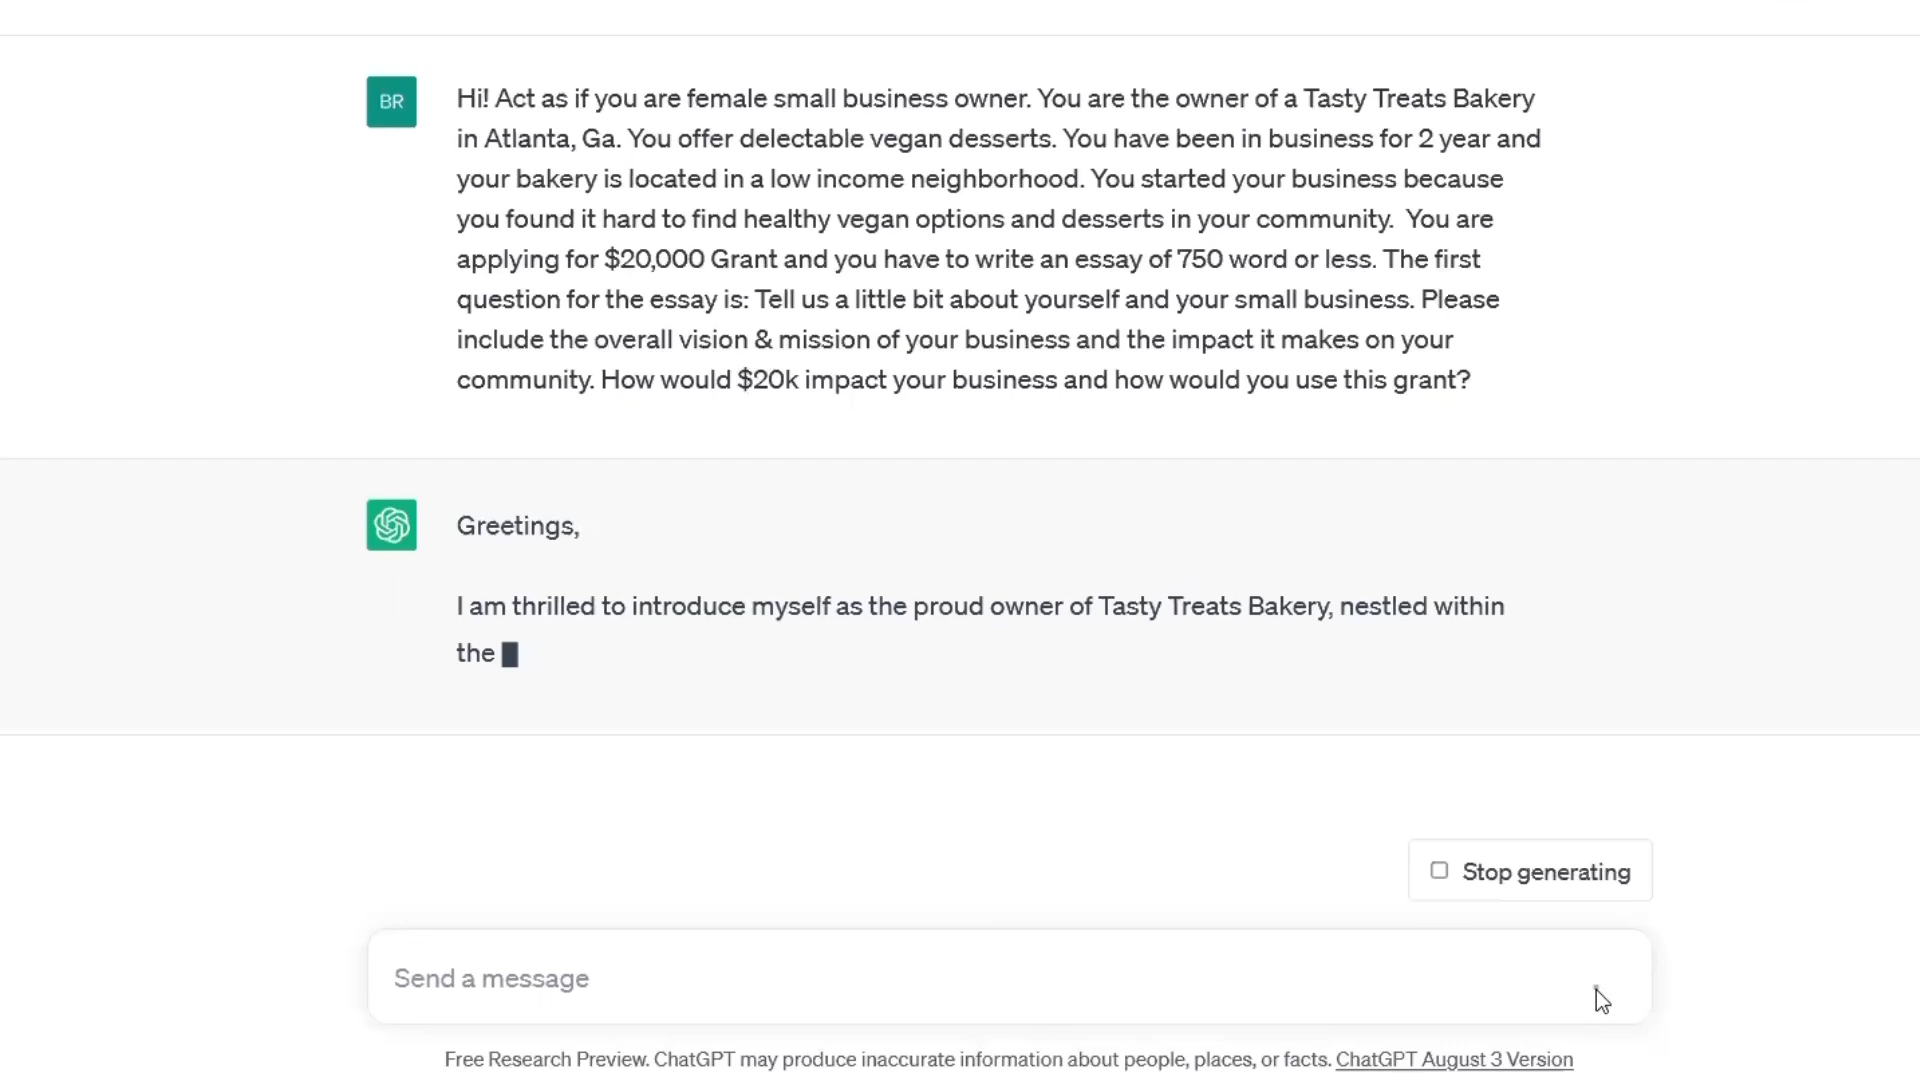 BR
Hi! Act as if you are female small business owner. You are the owner of a Tasty Treats Bakery
in Atlanta, Ga. You offer delectable vegan desserts. You have been in business for 2 year and
your bakery is located in a low income neighborhood. You started your business because
you found it hard to find healthy vegan options and desserts in your community.  You are
applying for $20,000 Grant and you have to write an essay of 750 word or less. The first
question for the essay is: Tell us a little bit about yourself and your small business. Please
include the overall vision & mission of your business and the impact it makes on your
community. How would $20k impact your business and how would you use this grant?
Greetings,
I am thrilled to introduce myself as the proud owner of Tasty Treats Bakery, nestled within
the
Stop generating
Send a message
Free Research Preview. ChatGPT may produce inaccurate information about people, places, or facts. ChatGPT August 3 Version